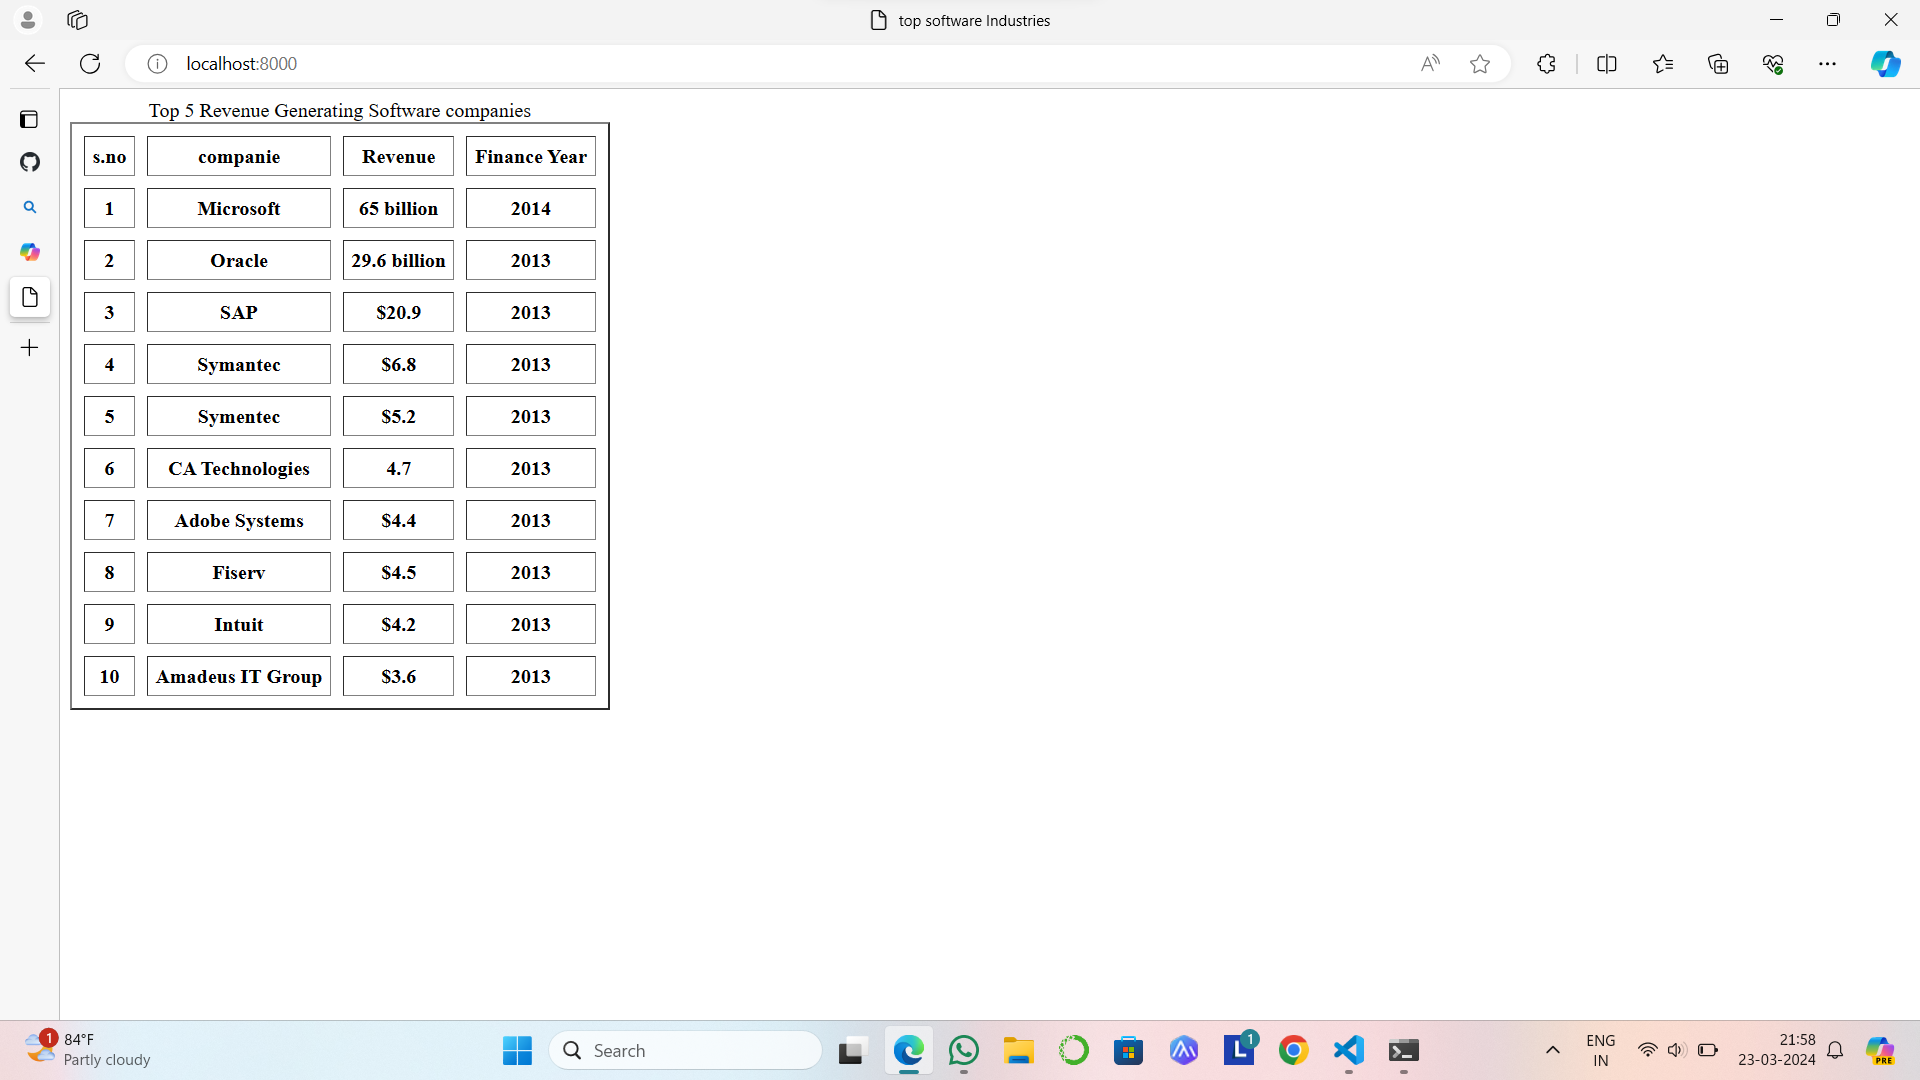 top software Industries
localhost:8000
Top 5 Revenue Generating Software companies
s.no companie Revenue Finance Year
1 Microsoft 65 billion 2014
2 Oracle 29.6 billion 2013
3 SAP $20.9 2013
4 Symantec $6.8 2013
5 Symentec $5.2 2013
6 CA Technologies 4.7 2013
7 Adobe Systems $4.4 2013
8 Fiserv $4.5 2013
9 Intuit $4.2 2013
10 Amadeus IT Group $3.6 2013
1 84°F
Partly cloudy
Search
L 1
ENG
IN
21:58
23-03-2024
PRE